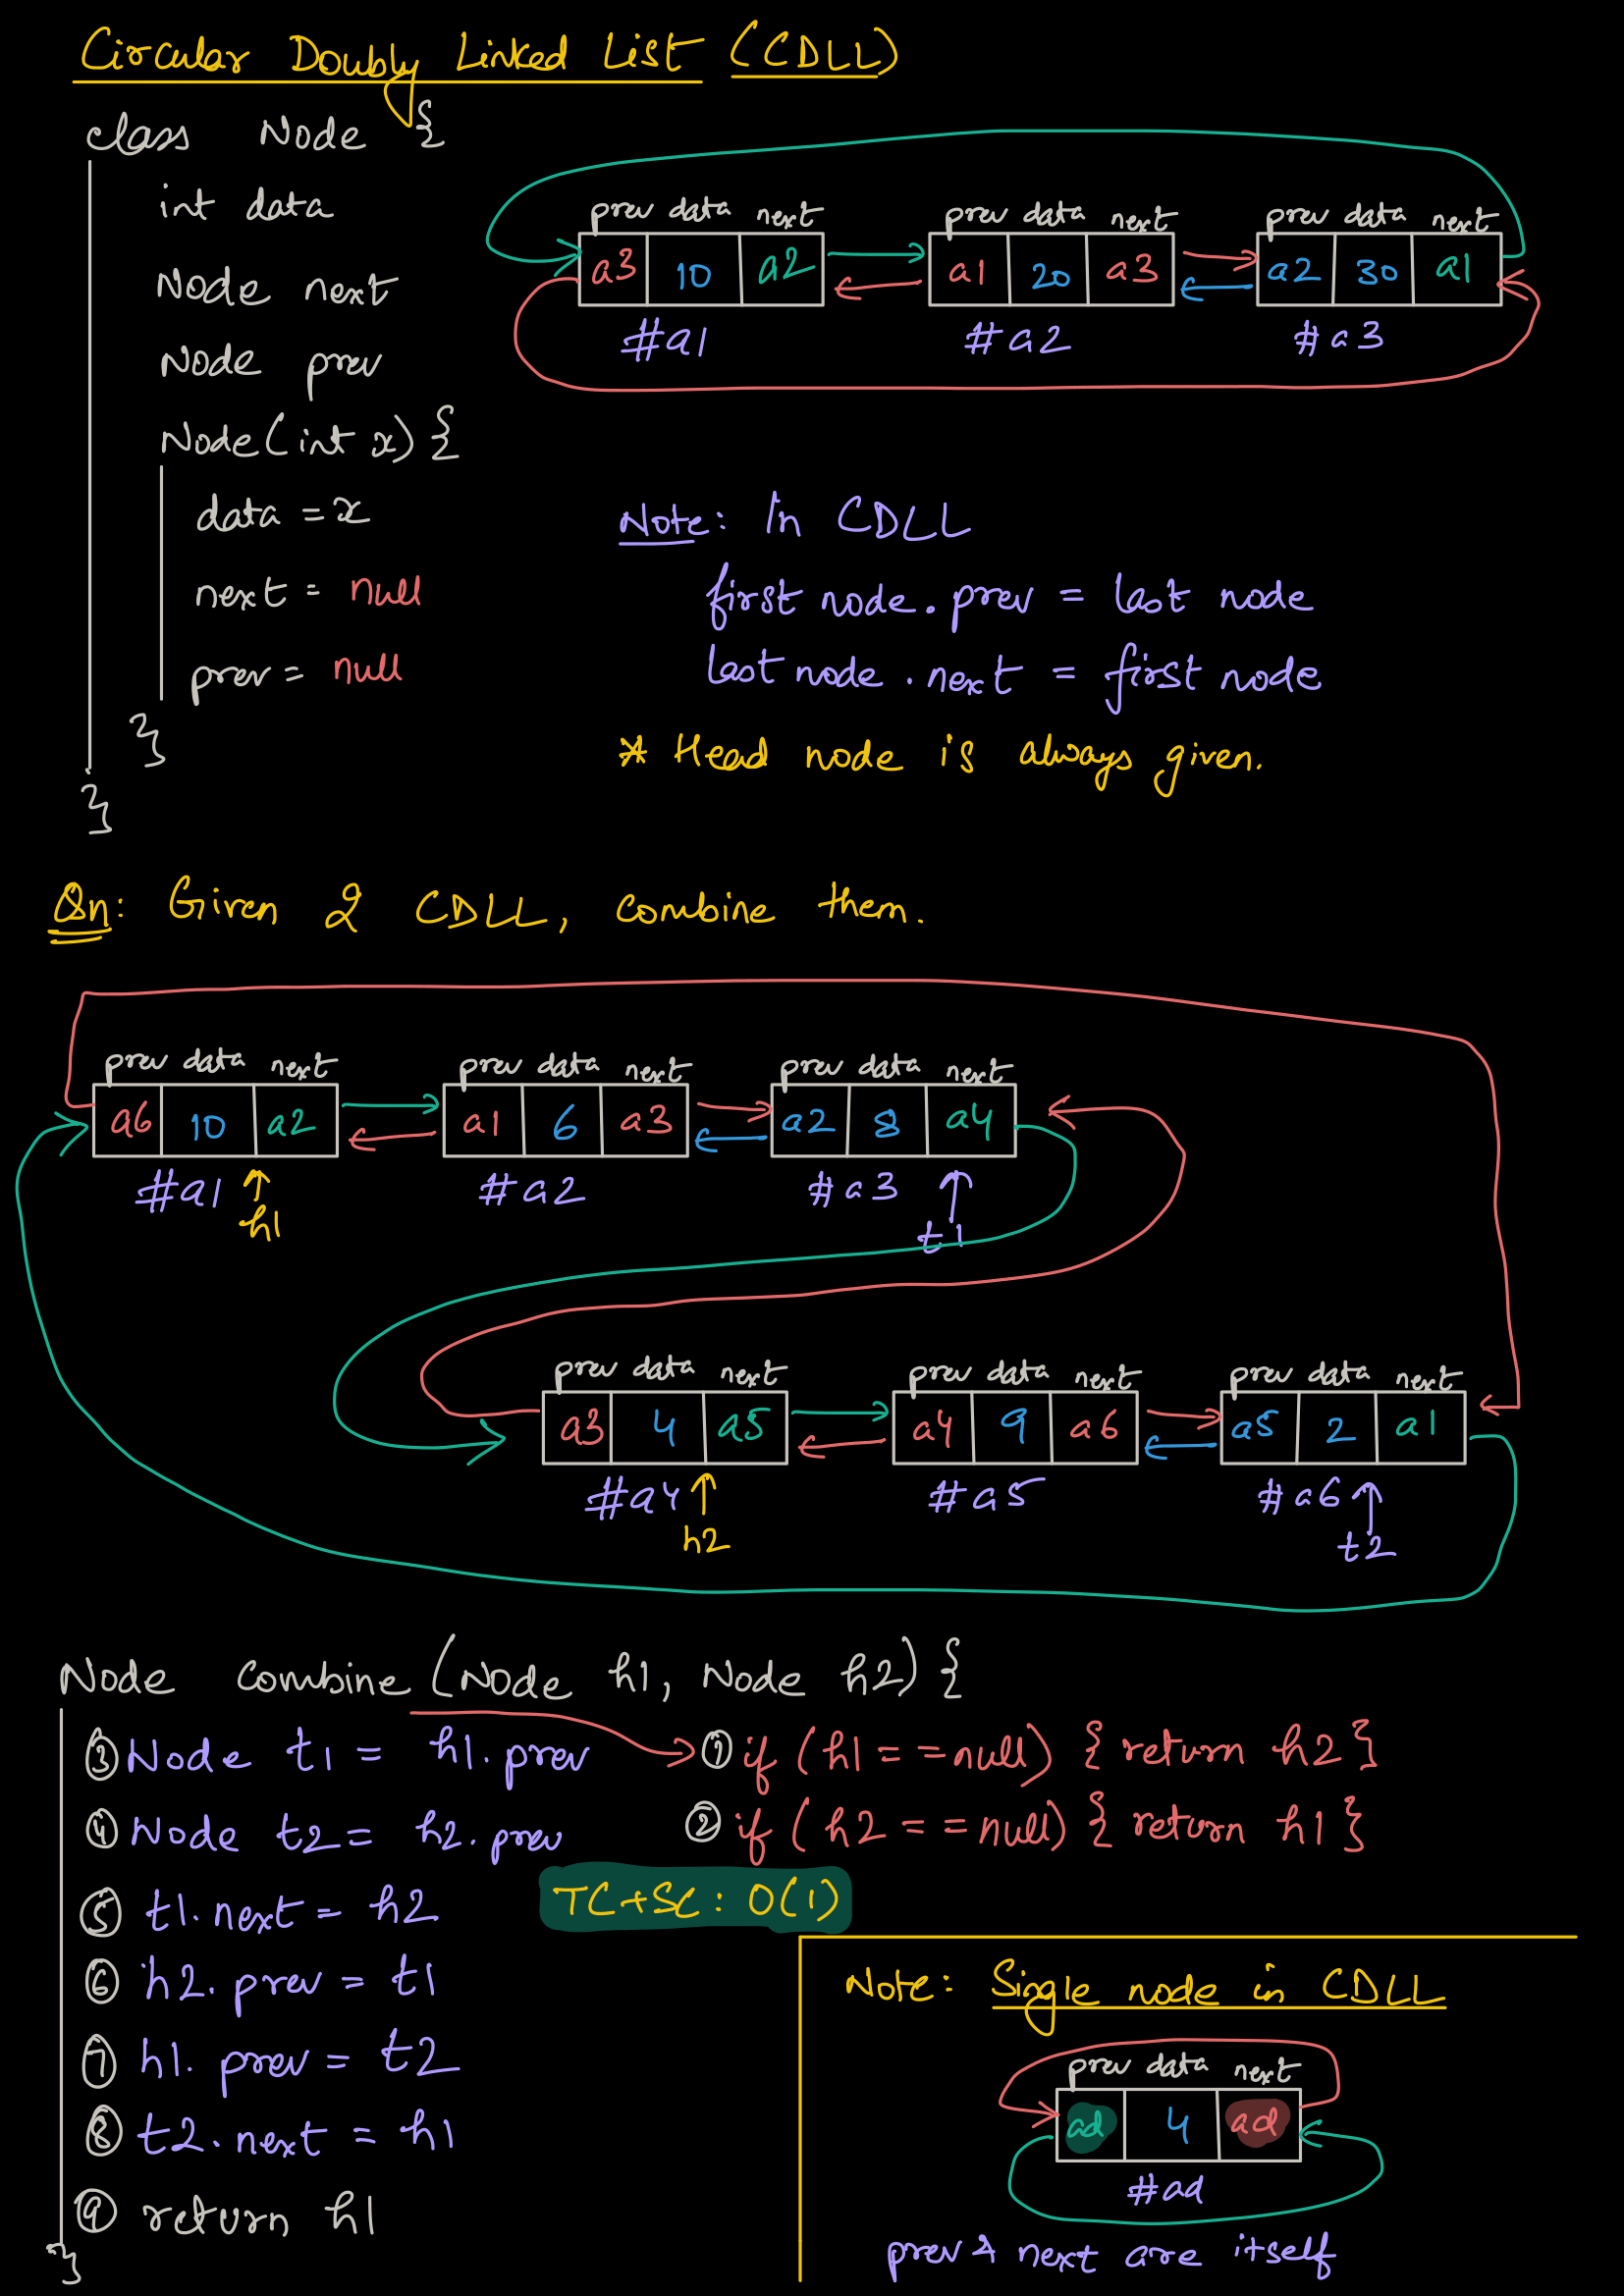 Circular Doubly Linked List (CDLL)
class Node {
int data
Node next
Node prev
Node(int x) {
data = x
next = null
prev = null
}
}
prev data next prev data next prev data next
a3 10 a2 a1 20 a3 a2 30 a1
#a1 #a2 #a3
Note: In CDLL
first node.prev = last node
last node.next = first node
* Head node is always given.
Qn: Given 2 CDLL, combine them.
prev data next prev data next prev data next
a6 10 a2 a1 6 a3 a2 8 a4
#a1 #a2 #a3
h1 t1
prev data next prev data next prev data next
a3 4 a5 a4 9 a6 a5 2 a1
#a4 #a5 #a6
h2 t2
Node Combine (Node h1, Node h2) {
① if (h1 == null) { return h2 }
② if (h2 == null) { return h1 }
③ Node t1 = h1.prev
④ Node t2 = h2.prev
⑤ t1.next = h2
⑥ h2.prev = t1
⑦ h1.prev = t2
⑧ t2.next = h1
⑨ return h1
}
TC+SC: O(1)
Note: Single node in CDLL
prev data next
ad 4 ad
#ad
prev & next are itself